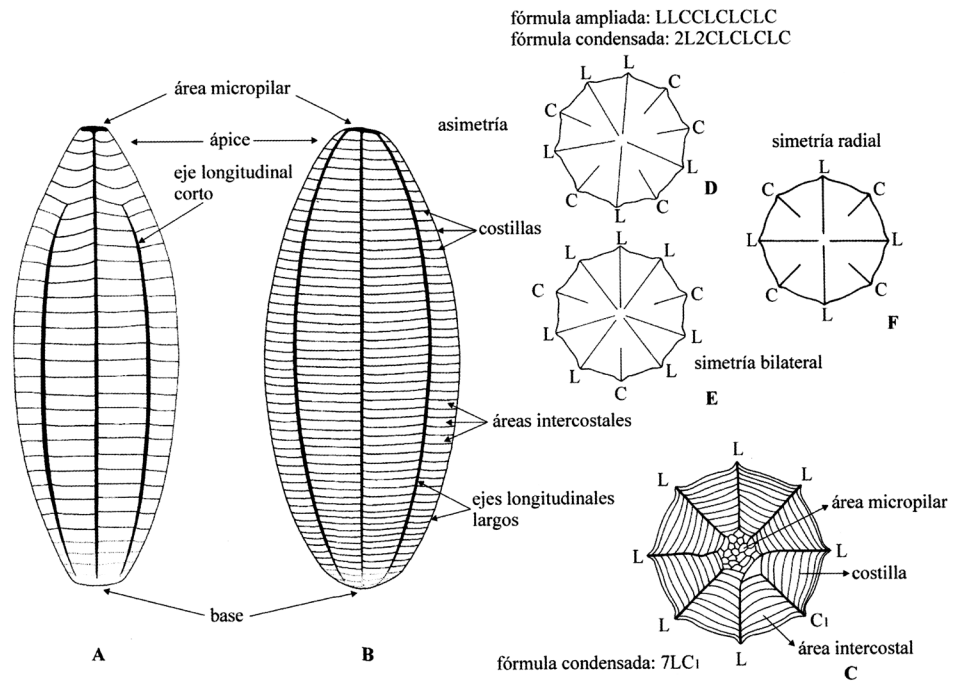 fórmula ampliada: LLCCLCLCLC
fórmula condensada: 2L2CLCLCLC
área micropilar
ápice
eje longitudinal
corto
costillas
áreas intercostales
ejes longitudinales
largos
base
A
B
asimetría
L
L
C
C
C
L
L
C
C
L
D
L
L
L
C
C
L
L
L
L
C
simetría bilateral
E
simetría radial
L
C
C
L
L
C
C
L
F
L
L
L
área micropilar
L
L
costilla
C₁
L
L
área intercostal
fórmula condensada: 7LC₁
C